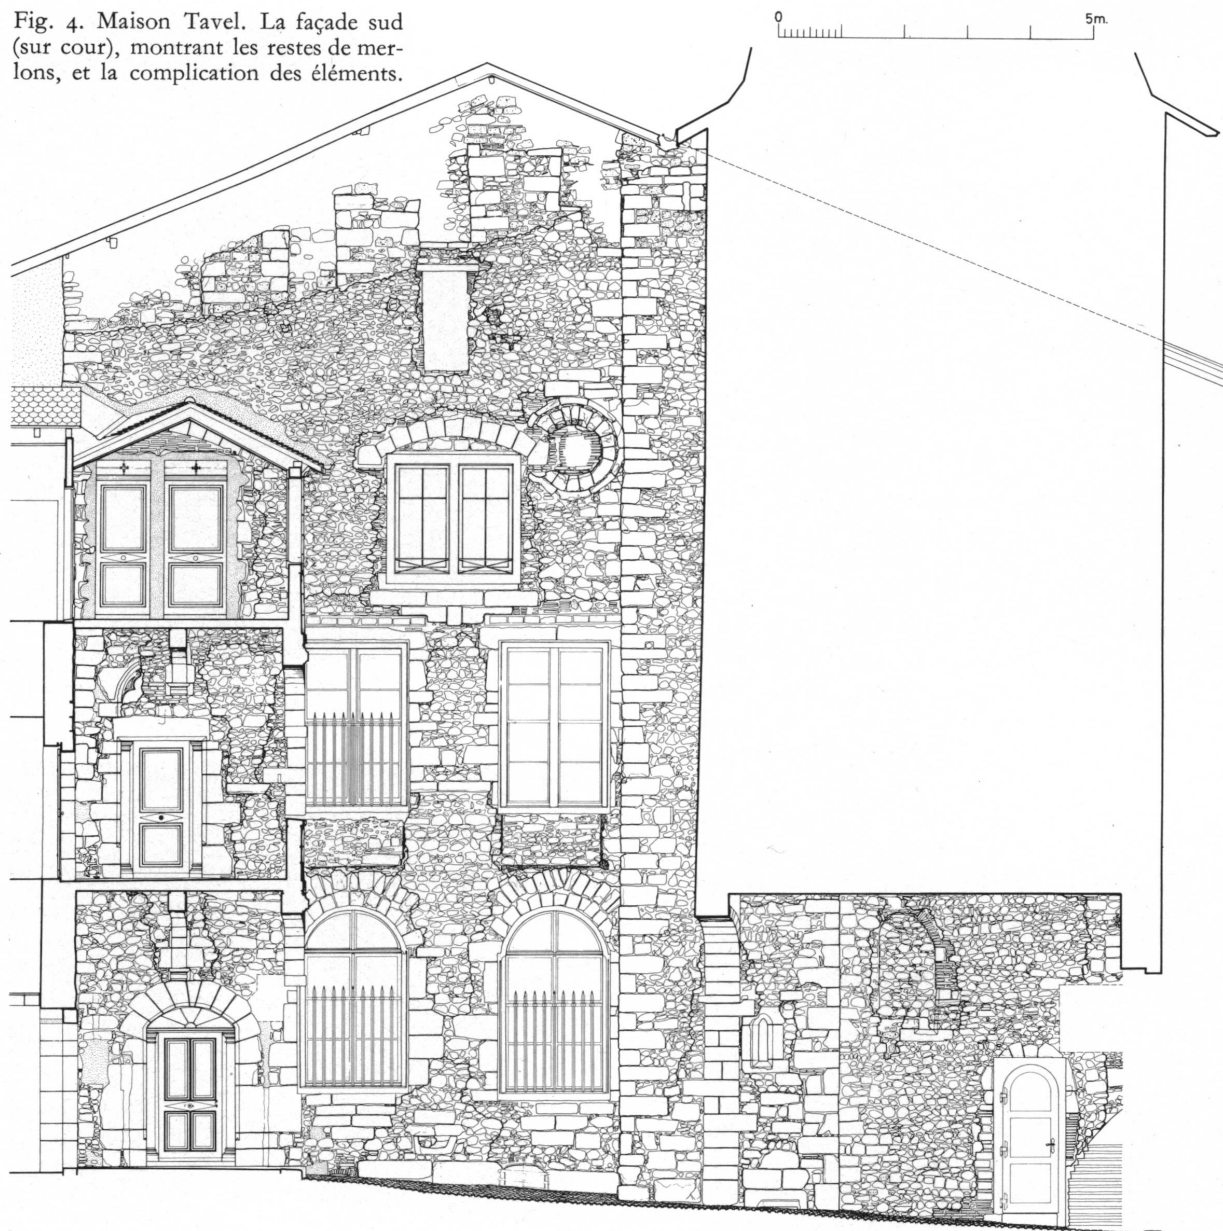 Fig. 4. Maison Tavel. La façade sud
(sur cour), montrant les restes de mer-
lons, et la complication des éléments.
0 5m.